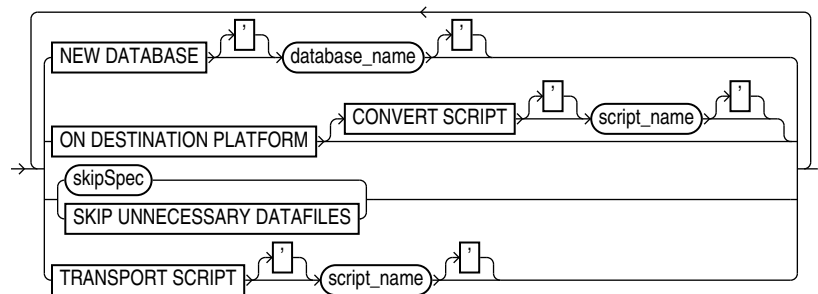 NEW DATABASE ' database_name '
ON DESTINATION PLATFORM CONVERT SCRIPT ' script_name '
skipSpec
SKIP UNNECESSARY DATAFILES
TRANSPORT SCRIPT ' script_name '